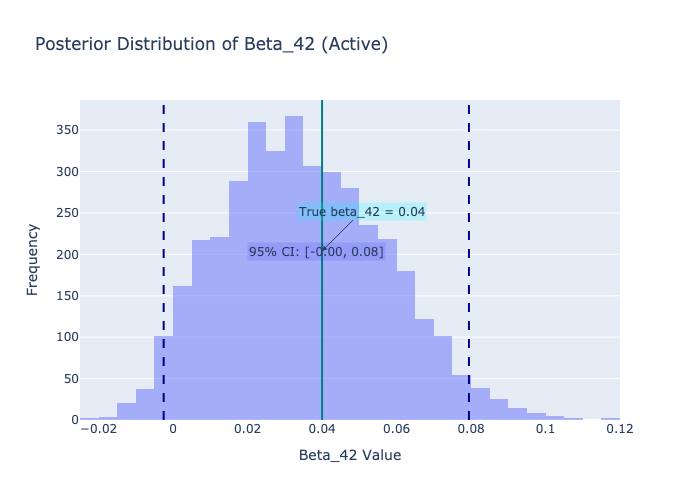 Posterior Distribution of Beta_42 (Active)
350
300
250
200
150
100
50
0
Frequency
True beta_42 = 0.04
95% CI: [-0.00, 0.08]
−0.02 0 0.02 0.04 0.06 0.08 0.1 0.12
Beta_42 Value